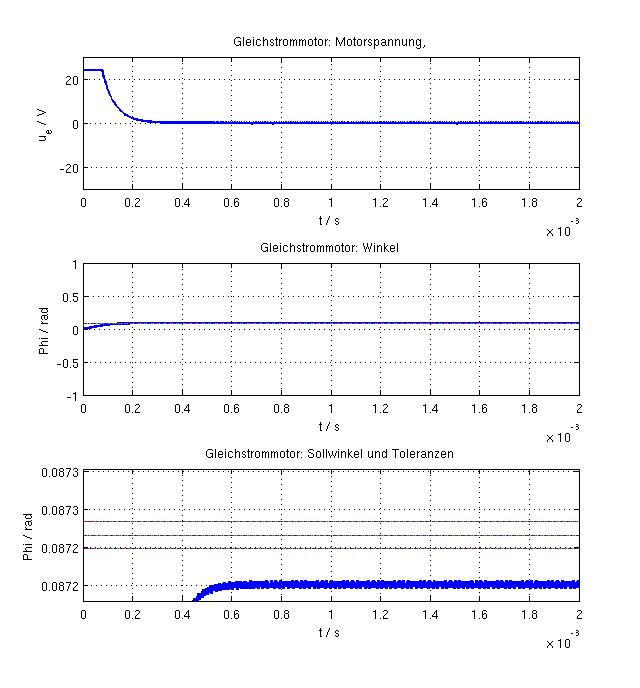 Gleichstrommotor: Motorspannung,
20
0
-20
u_e / V
0 0.2 0.4 0.6 0.8 1 1.2 1.4 1.6 1.8 2
t / s
x 10^-3
Gleichstrommotor: Winkel
1
0.5
0
-0.5
-1
Phi / rad
0 0.2 0.4 0.6 0.8 1 1.2 1.4 1.6 1.8 2
t / s
x 10^-3
Gleichstrommotor: Sollwinkel und Toleranzen
0.0873
0.0873
0.0872
0.0872
Phi / rad
0 0.2 0.4 0.6 0.8 1 1.2 1.4 1.6 1.8 2
t / s
x 10^-3